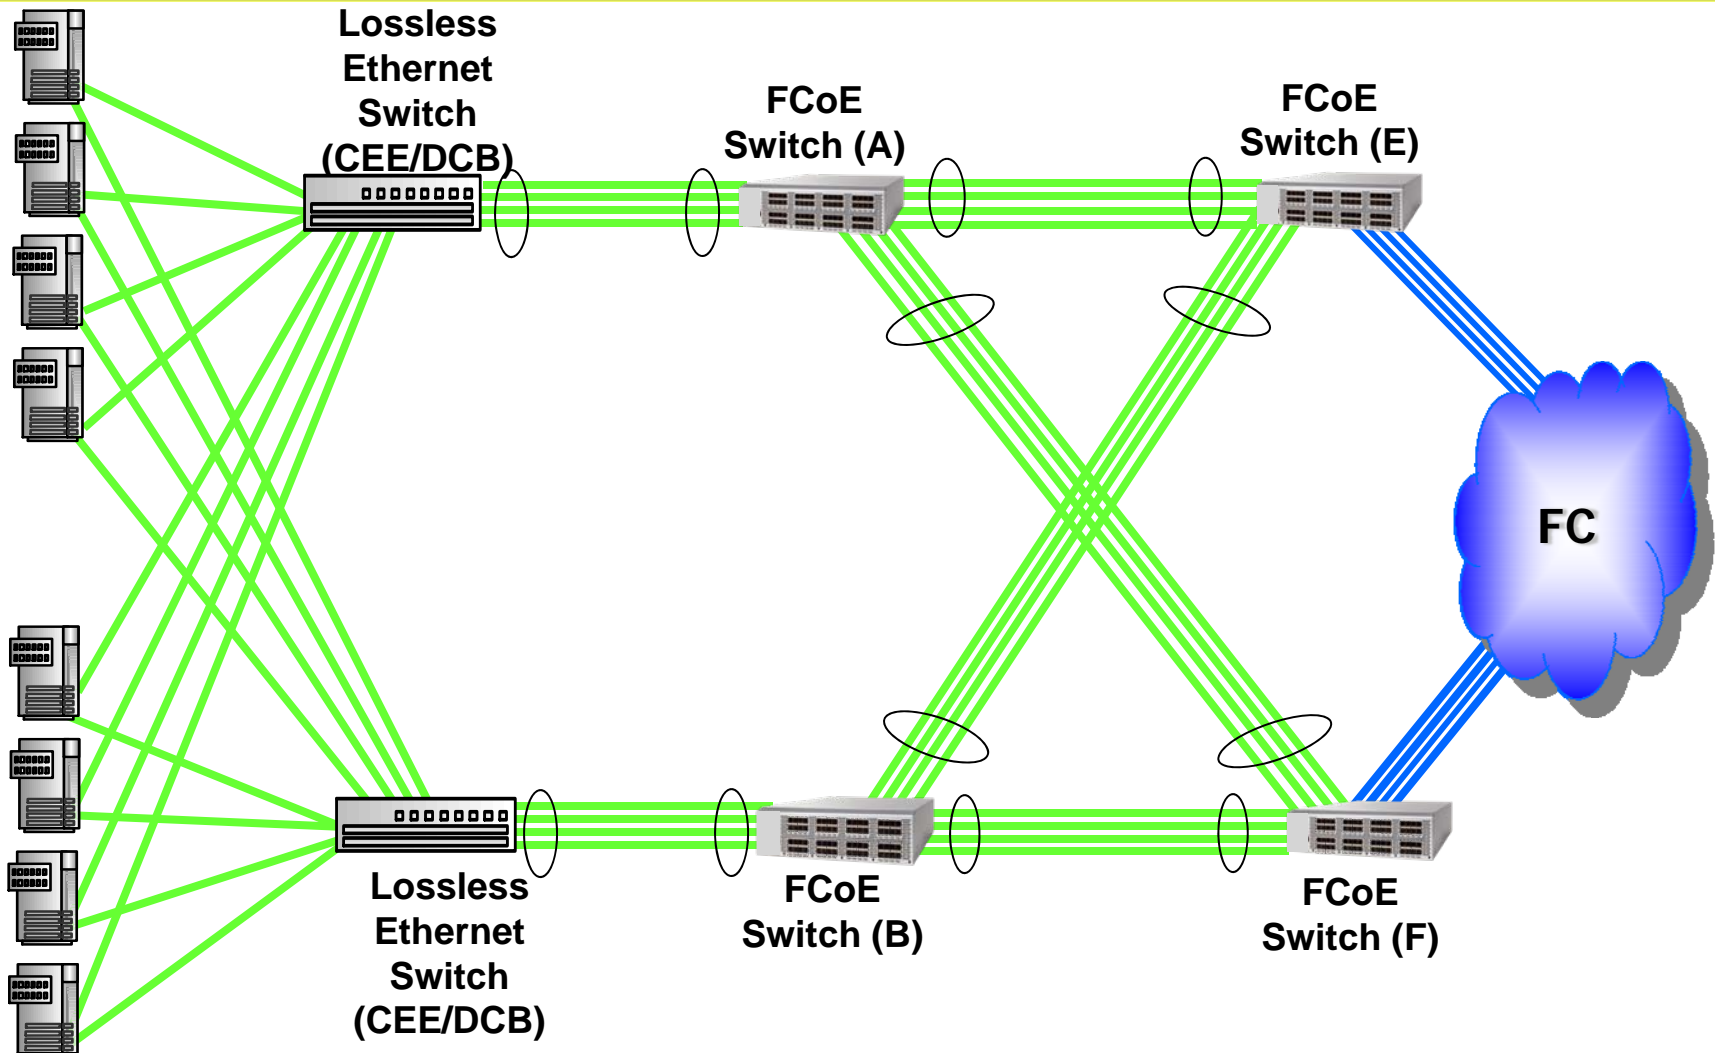 Lossless
Ethernet
Switch
(CEE/DCB)
FCoE
Switch (A)
FCoE
Switch (E)
FC
Lossless
Ethernet
Switch
(CEE/DCB)
FCoE
Switch (B)
FCoE
Switch (F)